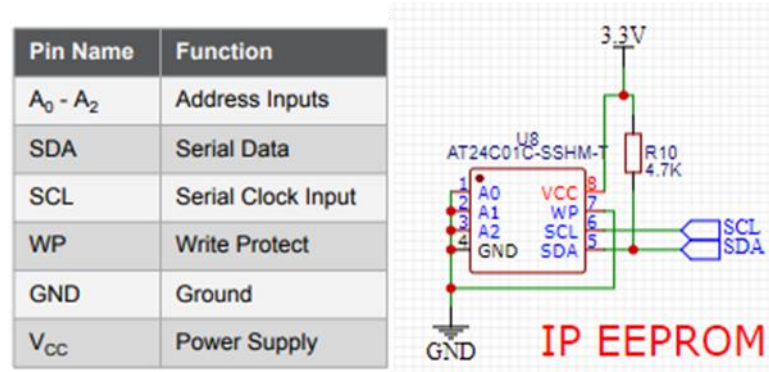 Pin Name Function
A0 - A2 Address Inputs
SDA Serial Data
SCL Serial Clock Input
WP Write Protect
GND Ground
VCC Power Supply
3.3V
U8
AT24C01C-SSHM-T
R10
4.7K
1 A0 VCC 8
2 A1 WP 7
3 A2 SCL 6 SCL
4 GND SDA 5 SDA
GND
IP EEPROM